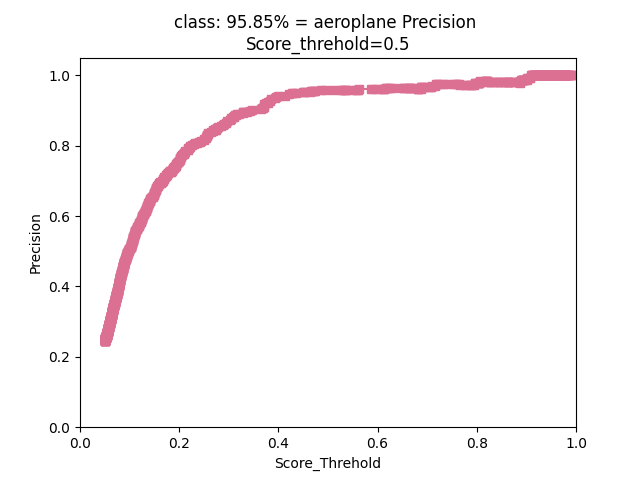 class: 95.85% = aeroplane Precision
Score_threhold=0.5
1.0
0.8
0.6
0.4
0.2
0.0
Precision
0.0 0.2 0.4 0.6 0.8 1.0
Score_Threhold